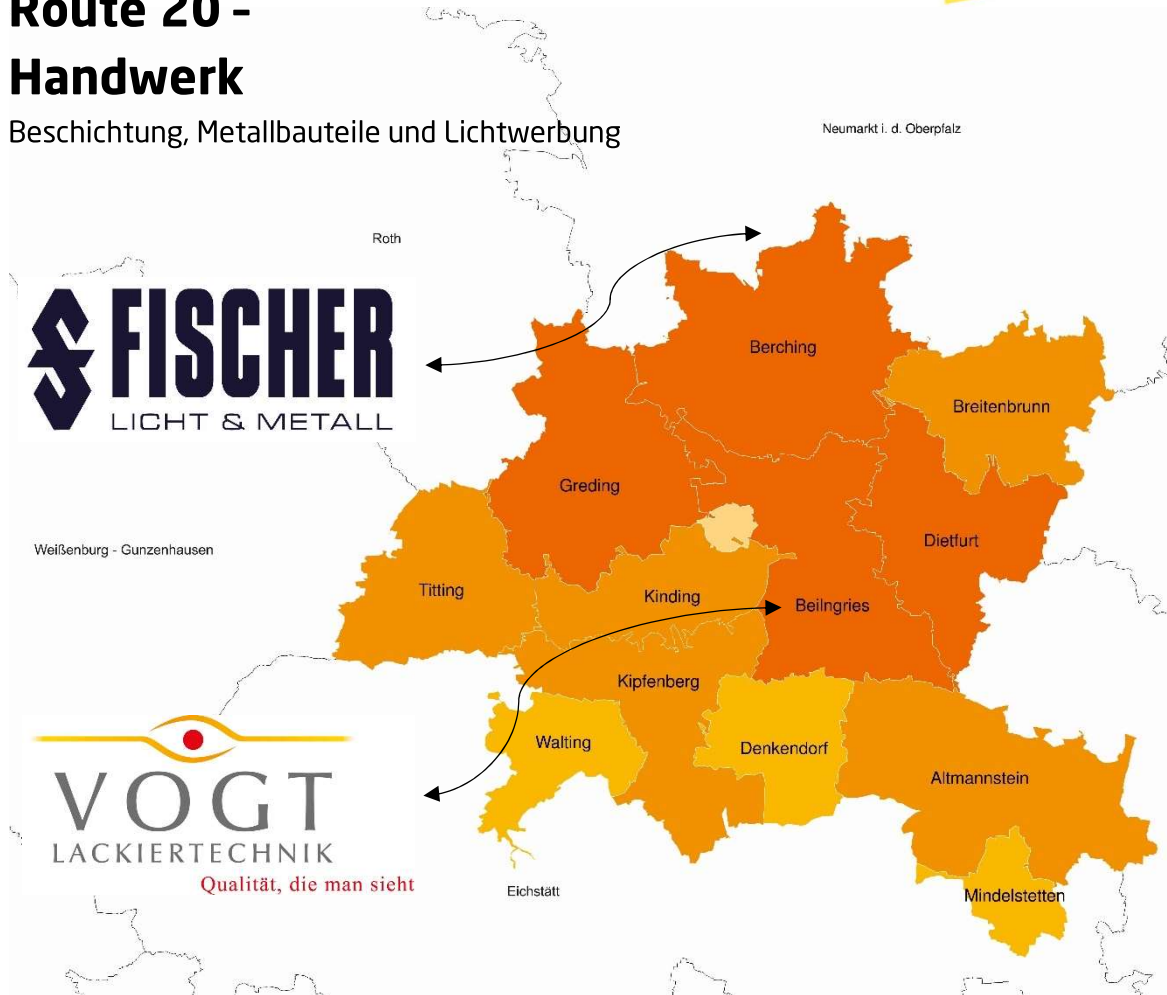 Route 20 -
Handwerk
Beschichtung, Metallbauteile und Lichtwerbung
Neumarkt i. d. Oberpfalz
Roth
FISCHER
LICHT & METALL
Berching
Breitenbrunn
Greding
Dietfurt
Weißenburg - Gunzenhausen
Titting
Kinding
Beilngries
Kipfenberg
Walting
Denkendorf
Altmannstein
VOGT
LACKIERTECHNIK
Qualität, die man sieht
Eichstätt
Mindelstetten